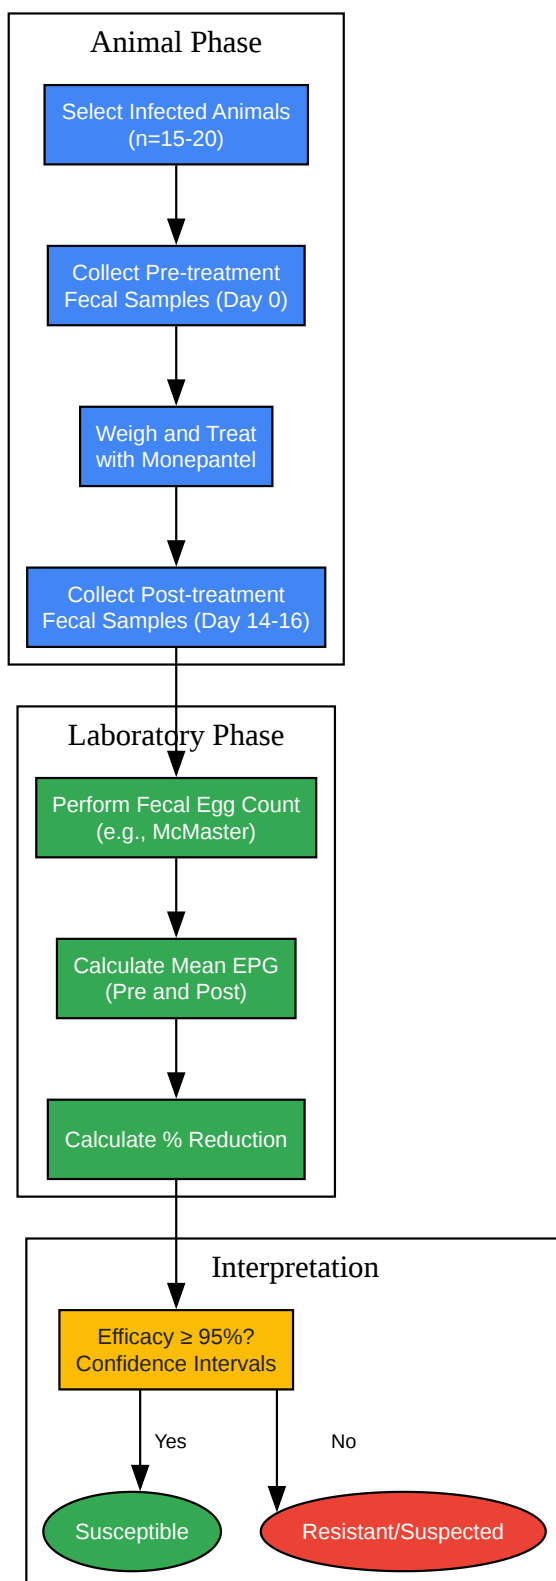 Animal Phase
Select Infected Animals
(n=15-20)
Collect Pre-treatment
Fecal Samples (Day 0)
Weigh and Treat
with Monepantel
Collect Post-treatment
Fecal Samples (Day 14-16)
Laboratory Phase
Perform Fecal Egg Count
(e.g., McMaster)
Calculate Mean EPG
(Pre and Post)
Calculate % Reduction
Interpretation
Efficacy ≥ 95%?
Confidence Intervals
Yes
No
Susceptible
Resistant/Suspected